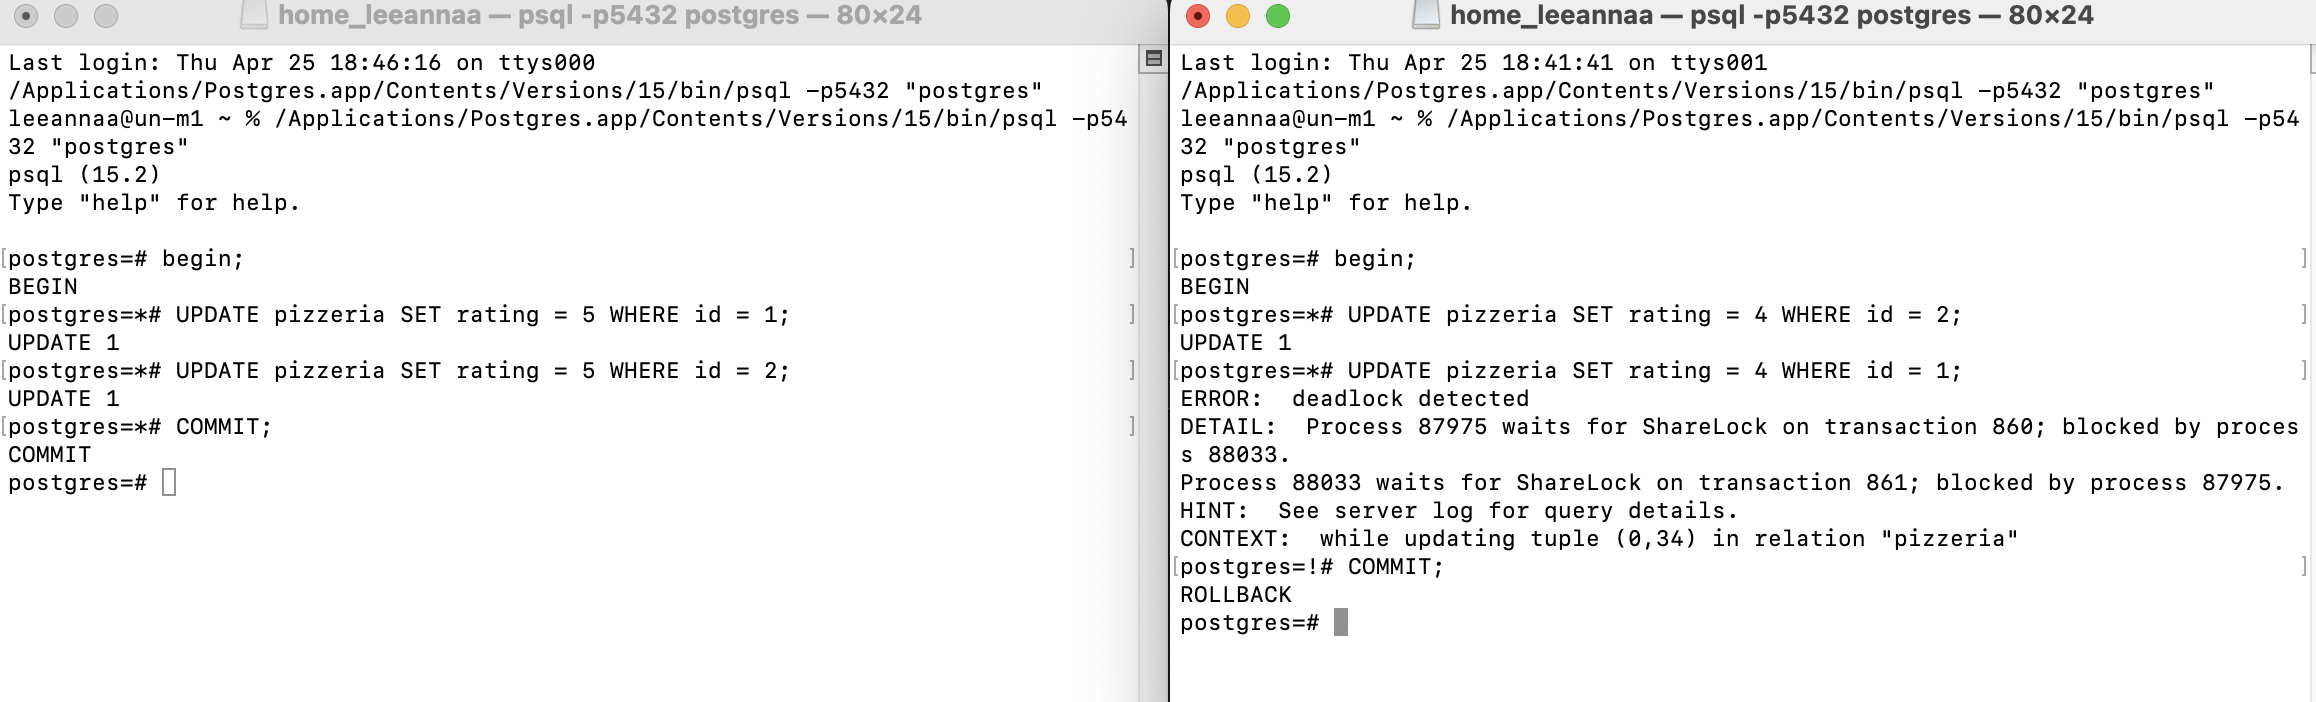 home_leeannaa — psql -p5432 postgres — 80×24
Last login: Thu Apr 25 18:46:16 on ttys000
/Applications/Postgres.app/Contents/Versions/15/bin/psql -p5432 "postgres"
leeannaa@un-m1 ~ % /Applications/Postgres.app/Contents/Versions/15/bin/psql -p54
32 "postgres"
psql (15.2)
Type "help" for help.
[postgres=# begin; ]
BEGIN
[postgres=*# UPDATE pizzeria SET rating = 5 WHERE id = 1; ]
UPDATE 1
[postgres=*# UPDATE pizzeria SET rating = 5 WHERE id = 2; ]
UPDATE 1
[postgres=*# COMMIT; ]
COMMIT
postgres=#
home_leeannaa — psql -p5432 postgres — 80×24
Last login: Thu Apr 25 18:41:41 on ttys001
/Applications/Postgres.app/Contents/Versions/15/bin/psql -p5432 "postgres"
leeannaa@un-m1 ~ % /Applications/Postgres.app/Contents/Versions/15/bin/psql -p54
32 "postgres"
psql (15.2)
Type "help" for help.
[postgres=# begin; ]
BEGIN
[postgres=*# UPDATE pizzeria SET rating = 4 WHERE id = 2; ]
UPDATE 1
[postgres=*# UPDATE pizzeria SET rating = 4 WHERE id = 1; ]
ERROR:  deadlock detected
DETAIL:  Process 87975 waits for ShareLock on transaction 860; blocked by proces
s 88033.
Process 88033 waits for ShareLock on transaction 861; blocked by process 87975.
HINT:  See server log for query details.
CONTEXT:  while updating tuple (0,34) in relation "pizzeria"
[postgres=!# COMMIT; ]
ROLLBACK
postgres=#